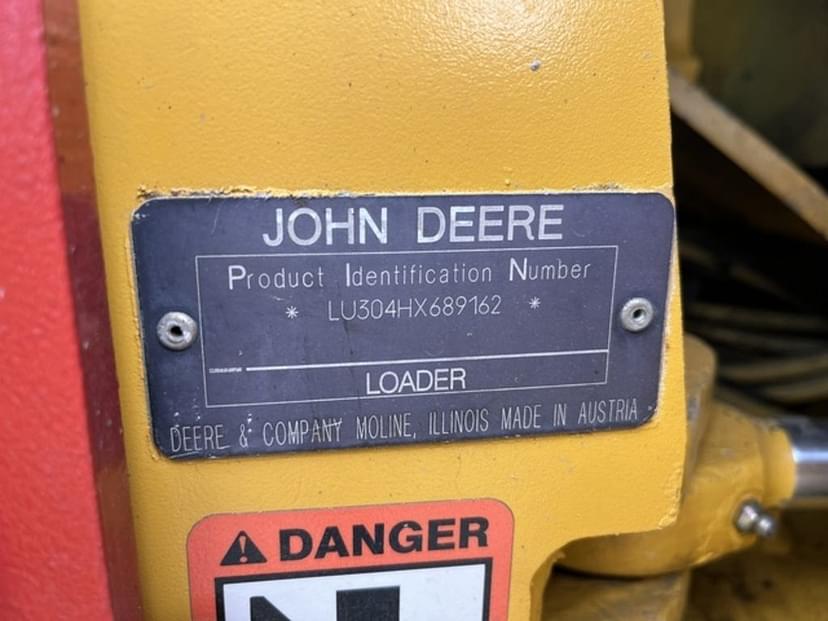 JOHN DEERE
Product Identification Number
* LU304HX689162 *
LOADER
DEERE & COMPANY MOLINE, ILLINOIS MADE IN AUSTRIA
DANGER